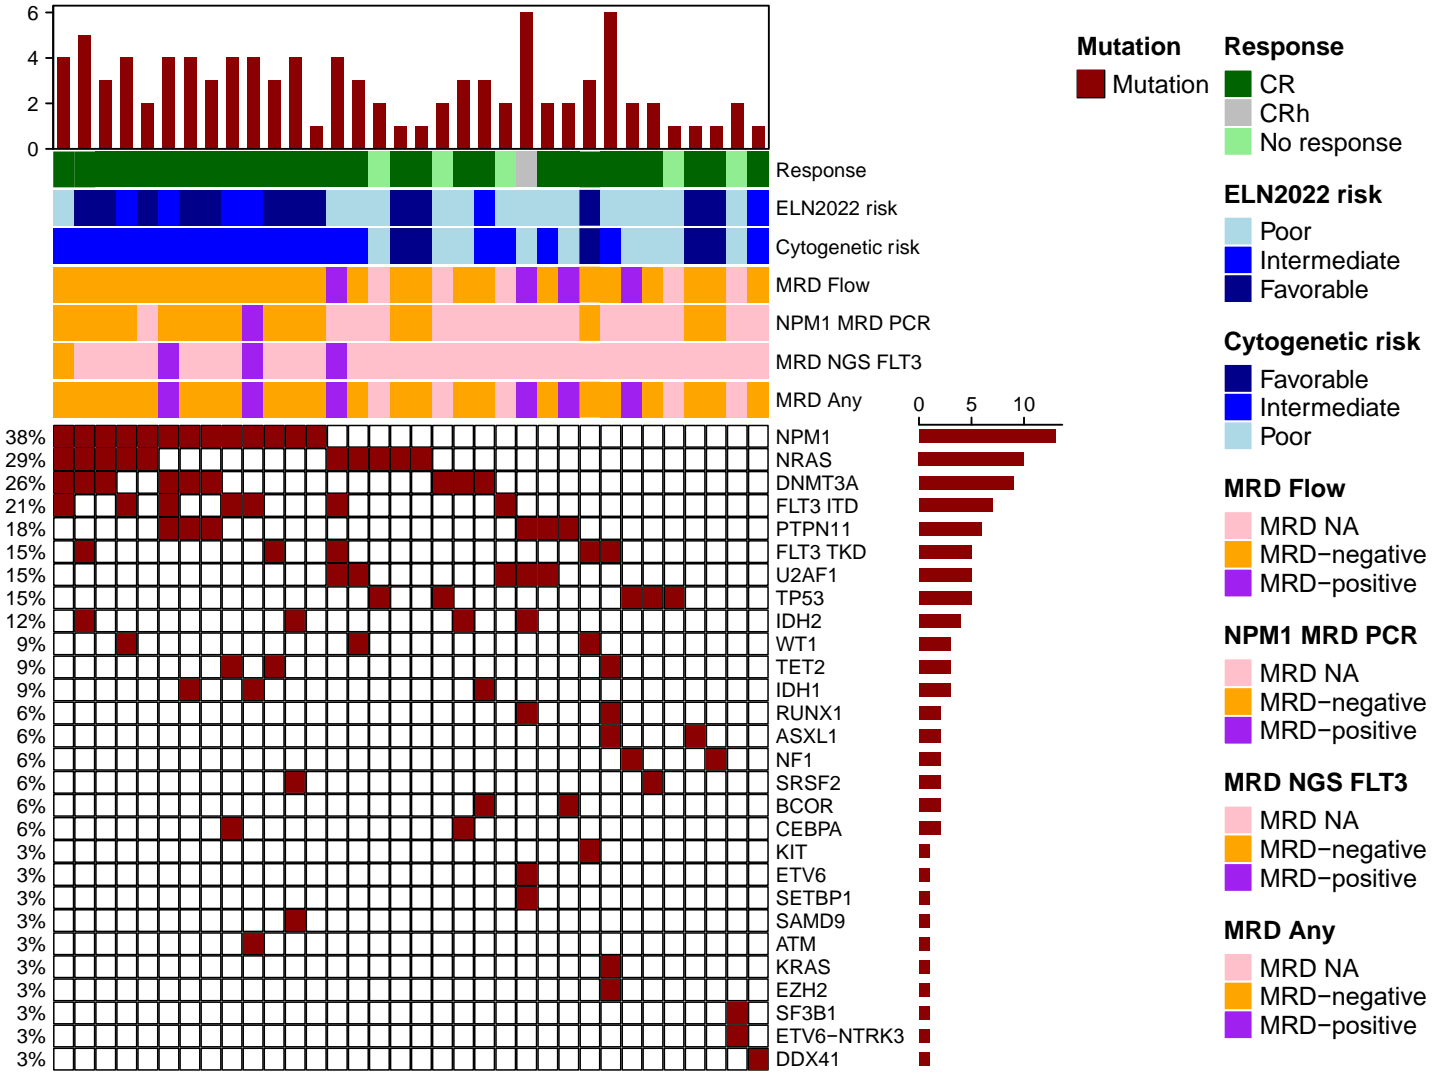 6
4
2
0
Response
ELN2022 risk
Cytogenetic risk
MRD Flow
NPM1 MRD PCR
MRD NGS FLT3
MRD Any
0 5 10
38% NPM1
29% NRAS
26% DNMT3A
21% FLT3 ITD
18% PTPN11
15% FLT3 TKD
15% U2AF1
15% TP53
12% IDH2
9% WT1
9% TET2
9% IDH1
6% RUNX1
6% ASXL1
6% NF1
6% SRSF2
6% BCOR
6% CEBPA
3% KIT
3% ETV6
3% SETBP1
3% SAMD9
3% ATM
3% KRAS
3% EZH2
3% SF3B1
3% ETV6−NTRK3
3% DDX41
Mutation
Mutation
Response
CR
CRh
No response
ELN2022 risk
Poor
Intermediate
Favorable
Cytogenetic risk
Favorable
Intermediate
Poor
MRD Flow
MRD NA
MRD−negative
MRD−positive
NPM1 MRD PCR
MRD NA
MRD−negative
MRD−positive
MRD NGS FLT3
MRD NA
MRD−negative
MRD−positive
MRD Any
MRD NA
MRD−negative
MRD−positive